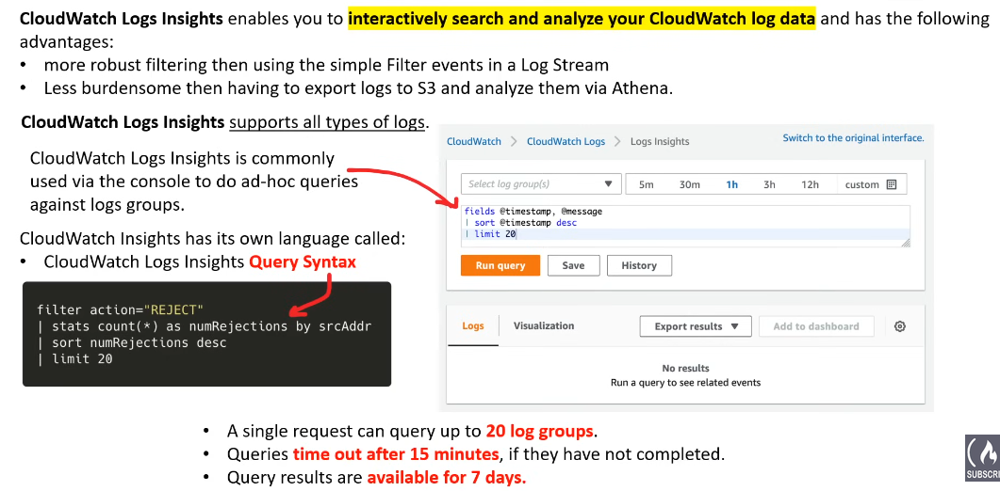 CloudWatch Logs Insights enables you to interactively search and analyze your CloudWatch log data and has the following
advantages:
• more robust filtering then using the simple Filter events in a Log Stream
• Less burdensome then having to export logs to S3 and analyze them via Athena.
CloudWatch Logs Insights supports all types of logs.
CloudWatch Logs Insights is commonly
used via the console to do ad-hoc queries
against logs groups.
CloudWatch Insights has its own language called:
• CloudWatch Logs Insights Query Syntax
filter action="REJECT"
| stats count(*) as numRejections by srcAddr
| sort numRejections desc
| limit 20
CloudWatch > CloudWatch Logs > Logs Insights
Switch to the original interface.
Select log group(s) ▼ 5m 30m 1h 3h 12h custom
fields @timestamp, @message
| sort @timestamp desc
| limit 20
Run query Save History
Logs Visualization Export results ▼ Add to dashboard
No results
Run a query to see related events
• A single request can query up to 20 log groups.
• Queries time out after 15 minutes, if they have not completed.
• Query results are available for 7 days.
SUBSCRI